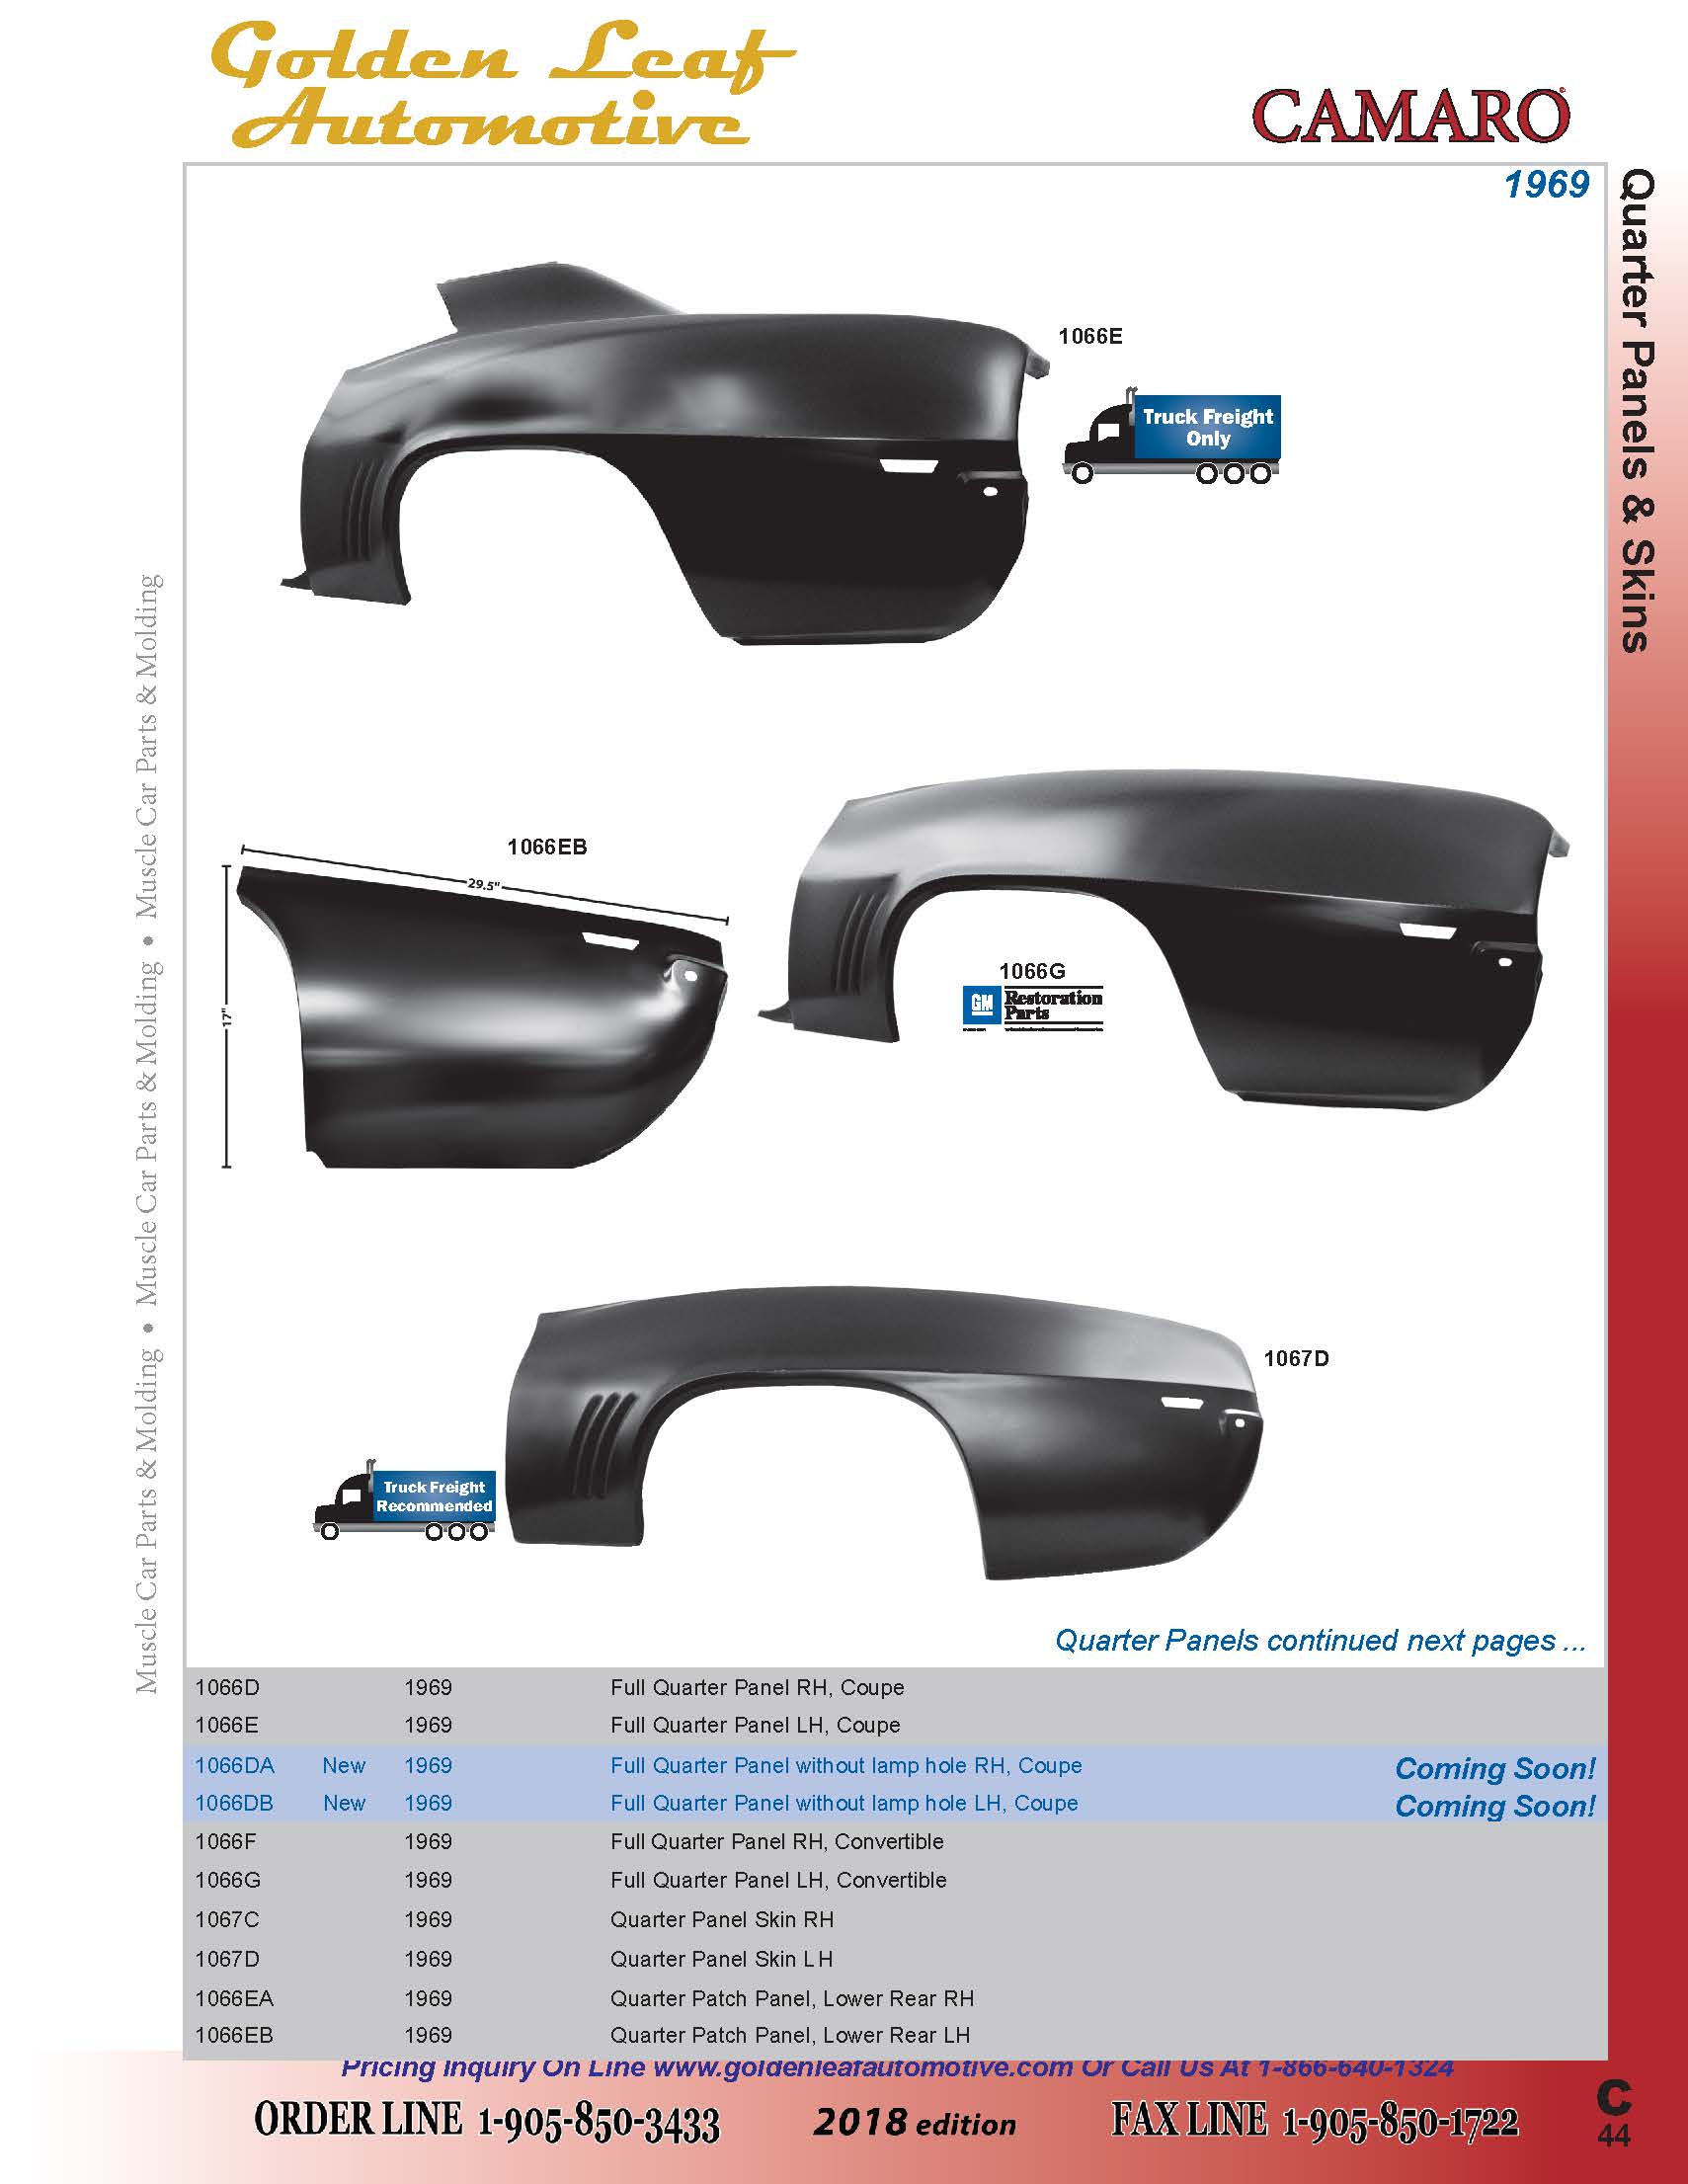 Golden Leaf
Automotive
CAMARO
1969
Quarter Panels & Skins
Muscle Car Parts & Molding • Muscle Car Parts & Molding • Muscle Car Parts & Molding
1066E
Truck Freight
Only
1066EB
29.5"
17"
1066G
GM Restoration
Parts
1067D
Truck Freight
Recommended
Quarter Panels continued next pages ...
1066D 1969 Full Quarter Panel RH, Coupe
1066E 1969 Full Quarter Panel LH, Coupe
1066DA New 1969 Full Quarter Panel without lamp hole RH, Coupe Coming Soon!
1066DB New 1969 Full Quarter Panel without lamp hole LH, Coupe Coming Soon!
1066F 1969 Full Quarter Panel RH, Convertible
1066G 1969 Full Quarter Panel LH, Convertible
1067C 1969 Quarter Panel Skin RH
1067D 1969 Quarter Panel Skin LH
1066EA 1969 Quarter Patch Panel, Lower Rear RH
1066EB 1969 Quarter Patch Panel, Lower Rear LH
Pricing Inquiry On Line www.goldenleafautomotive.com Or Call Us At 1-866-640-1324
ORDER LINE 1-905-850-3433 2018 edition FAX LINE 1-905-850-1722
C
44